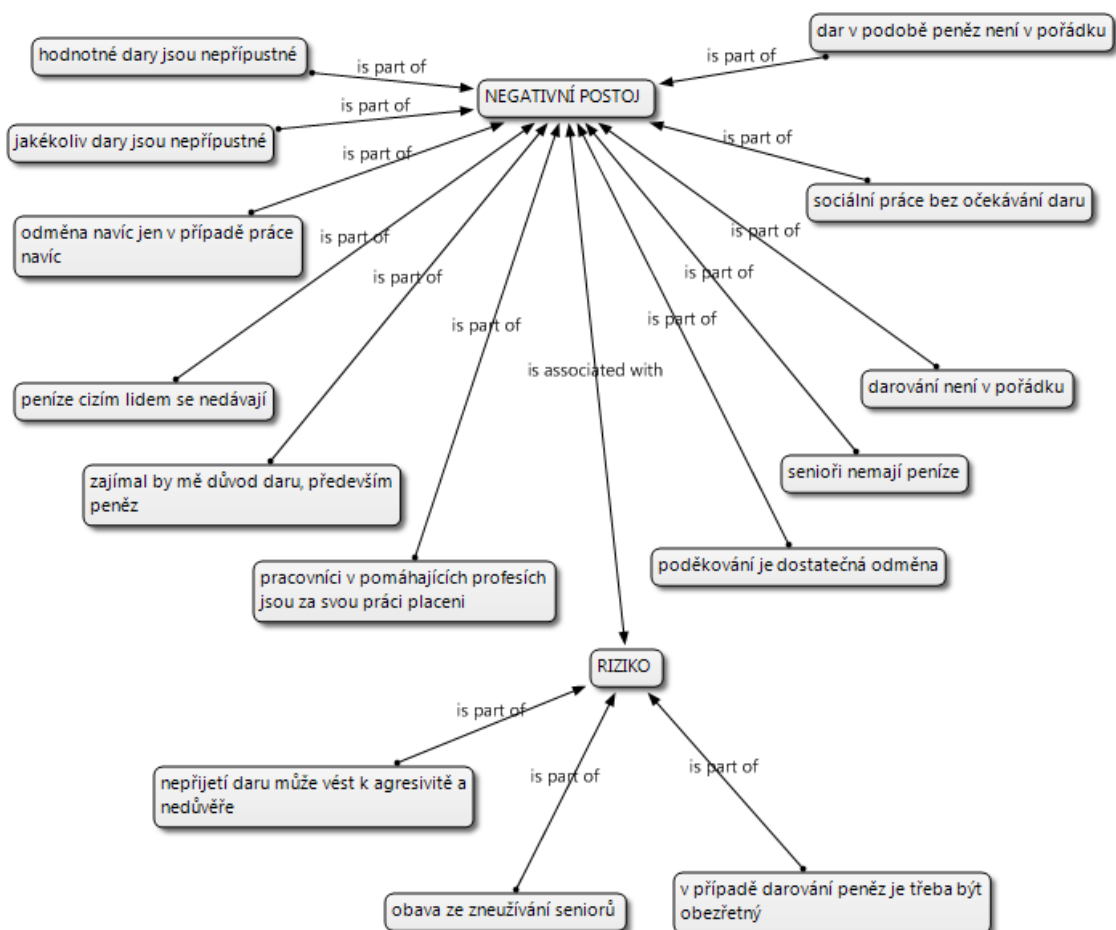 dar v podobě peněz není v pořádku
hodnotné dary jsou nepřípustné
is part of
is part of
NEGATIVNÍ POSTOJ
is part of
jakékoliv dary jsou nepřípustné
is part of
is part of
sociální práce bez očekávání daru
odměna navíc jen v případě práce
navíc
is part of
is part of
is part of
is part of
is part of
is part of
is associated with
darování není v pořádku
peníze cizím lidem se nedávají
senioři nemají peníze
zajímal by mě důvod daru, především
peněz
poděkování je dostatečná odměna
pracovníci v pomáhajících profesích
jsou za svou práci placeni
RIZIKO
is part of
is part of
is part of
nepřijetí daru může vést k agresivitě a
nedůvěře
obava ze zneužívání seniorů
v případě darování peněz je třeba být
obezřetný